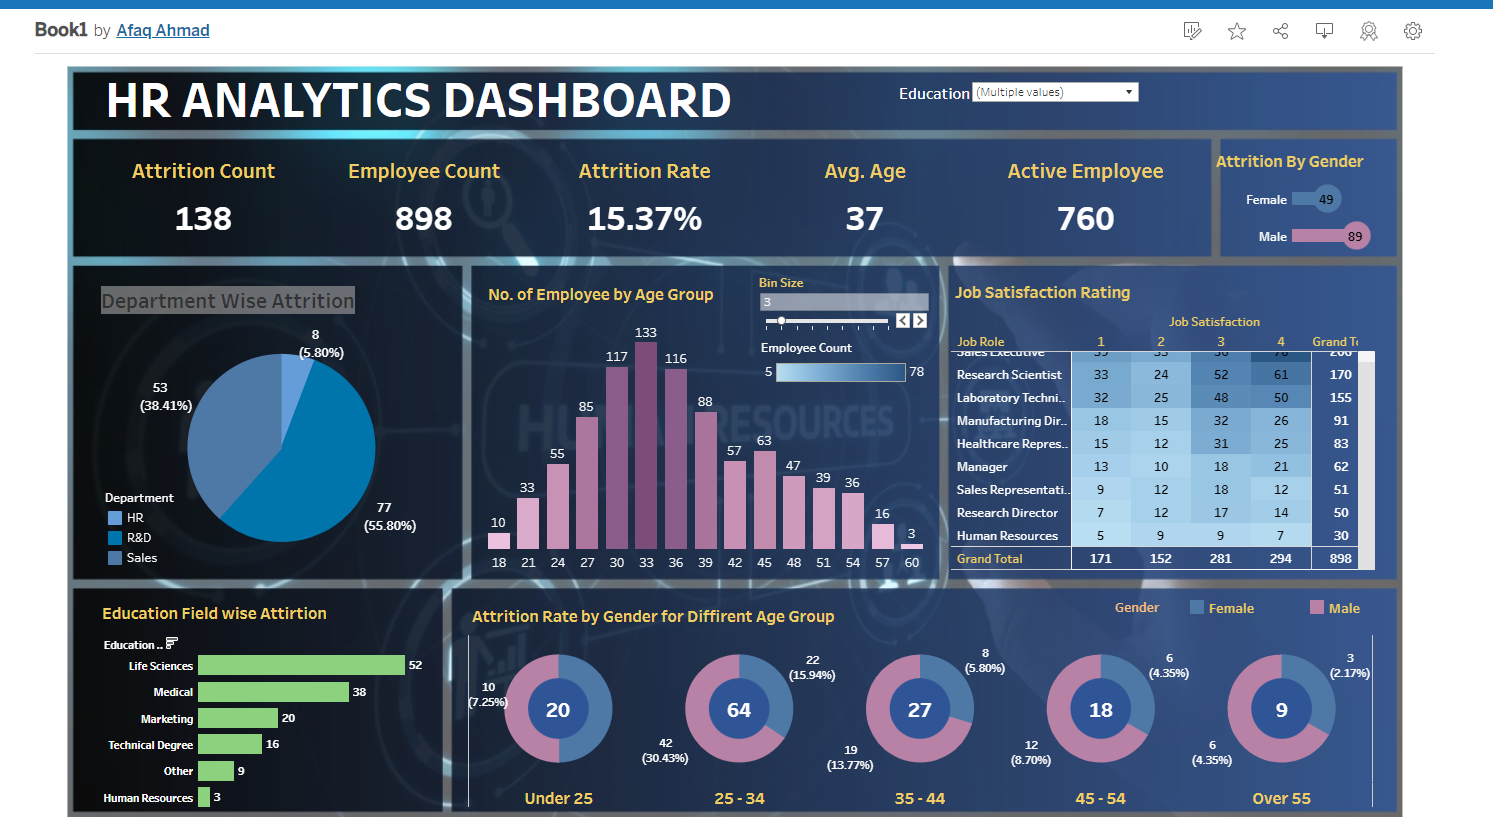 Book1 by Afaq Ahmad
HR ANALYTICS DASHBOARD
Education (Multiple values)
Attrition Count
138
Employee Count
898
Attrition Rate
15.37%
Avg. Age
37
Active Employee
760
Attrition By Gender
Female 49
Male 89
Department Wise Attrition
8
(5.80%)
53
(38.41%)
77
(55.80%)
Department
HR
R&D
Sales
No. of Employee by Age Group
Bin Size
3
Employee Count
5 78
10 33 55 85 117 133 116 88 57 63 47 39 36 16 3
18 21 24 27 30 33 36 39 42 45 48 51 54 57 60
HUMAN RESOURCES
Job Satisfaction Rating
Job Satisfaction
Job Role 1 2 3 4 Grand T
Sales Executive
Research Scientist 33 24 52 61 170
Laboratory Techni.. 32 25 48 50 155
Manufacturing Dir.. 18 15 32 26 91
Healthcare Repres.. 15 12 31 25 83
Manager 13 10 18 21 62
Sales Representati.. 9 12 18 12 51
Research Director 7 12 17 14 50
Human Resources 5 9 9 7 30
Grand Total 171 152 281 294 898
Education Field wise Attirtion
Education ..
Life Sciences 52
Medical 38
Marketing 20
Technical Degree 16
Other 9
Human Resources 3
Attrition Rate by Gender for Diffirent Age Group
Gender Female Male
10
(7.25%)
20
Under 25
22
(15.94%)
64
42
(30.43%)
25 - 34
8
(5.80%)
27
19
(13.77%)
35 - 44
6
(4.35%)
18
12
(8.70%)
45 - 54
3
(2.17%)
9
6
(4.35%)
Over 55